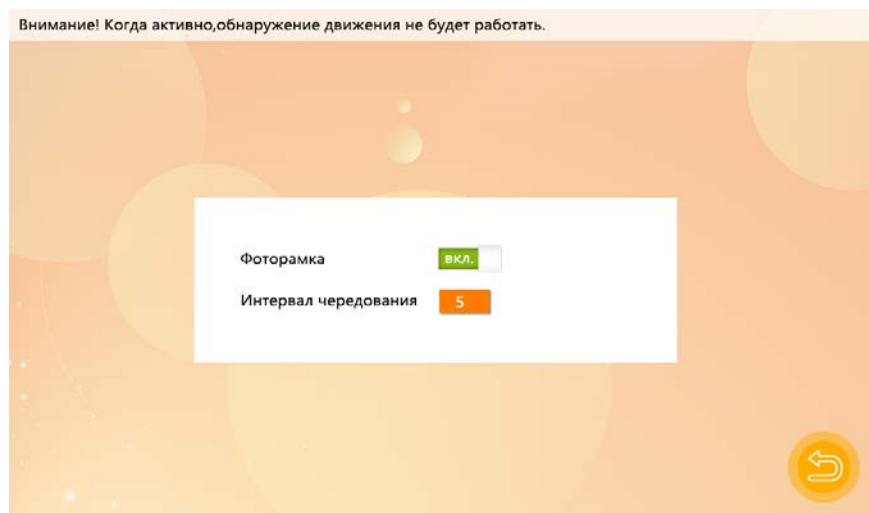 Внимание! Когда активно,обнаружение движения не будет работать.
Фоторамка вкл.
Интервал чередования 5